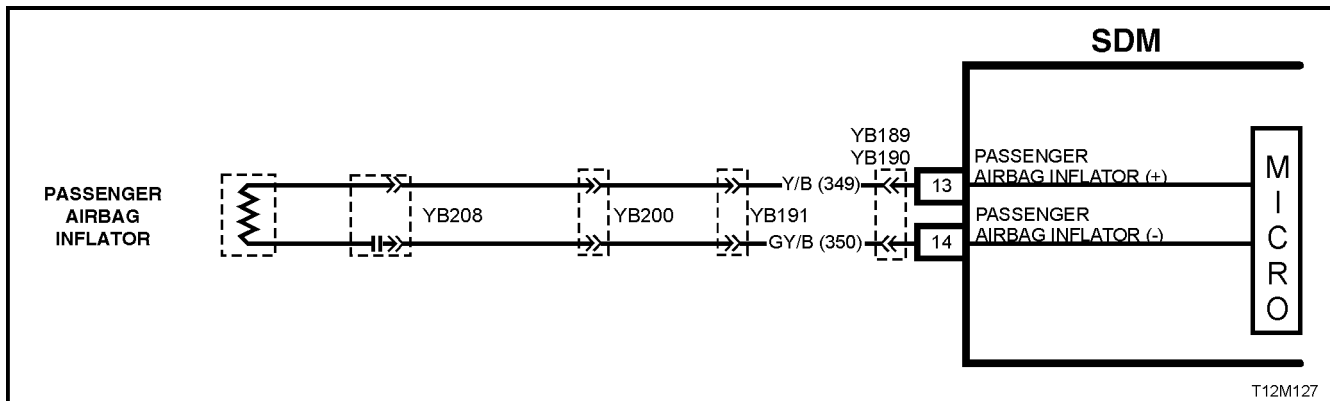 SDM
YB189
YB190
PASSENGER
AIRBAG INFLATOR
YB208
YB200
YB191
Y/B (349)
GY/B (350)
13
14
PASSENGER
AIRBAG INFLATOR (+)
PASSENGER
AIRBAG INFLATOR (-)
MICRO
T12M127